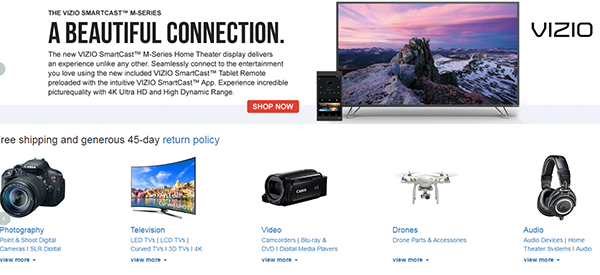 THE VIZIO SMARTCAST™ M-SERIES
A BEAUTIFUL CONNECTION.
The new VIZIO SmartCast™ M-Series Home Theater display delivers
an experience unlike any other. Seamlessly connect to the entertainment
you love using the new included VIZIO SmartCast™ Tablet Remote
preloaded with the intuitive VIZIO SmartCast™ App. Experience incredible
picturequality with 4K Ultra HD and High Dynamic Range.
SHOP NOW
VIZIO
free shipping and generous 45-day return policy
Canon
Curved UHD
Canon
Photography
Point & Shoot Digital
Cameras | SLR Digital
view more
Television
LED TVs | LCD TVs |
Curved TVs | 3D TVs | 4K
view more
Video
Camcorders | Blu-ray &
DVD | Digital Media Players
view more
Drones
Drone Parts & Accessories
view more
Audio
Audio Devices | Home
Theater Systems | Audio
view more